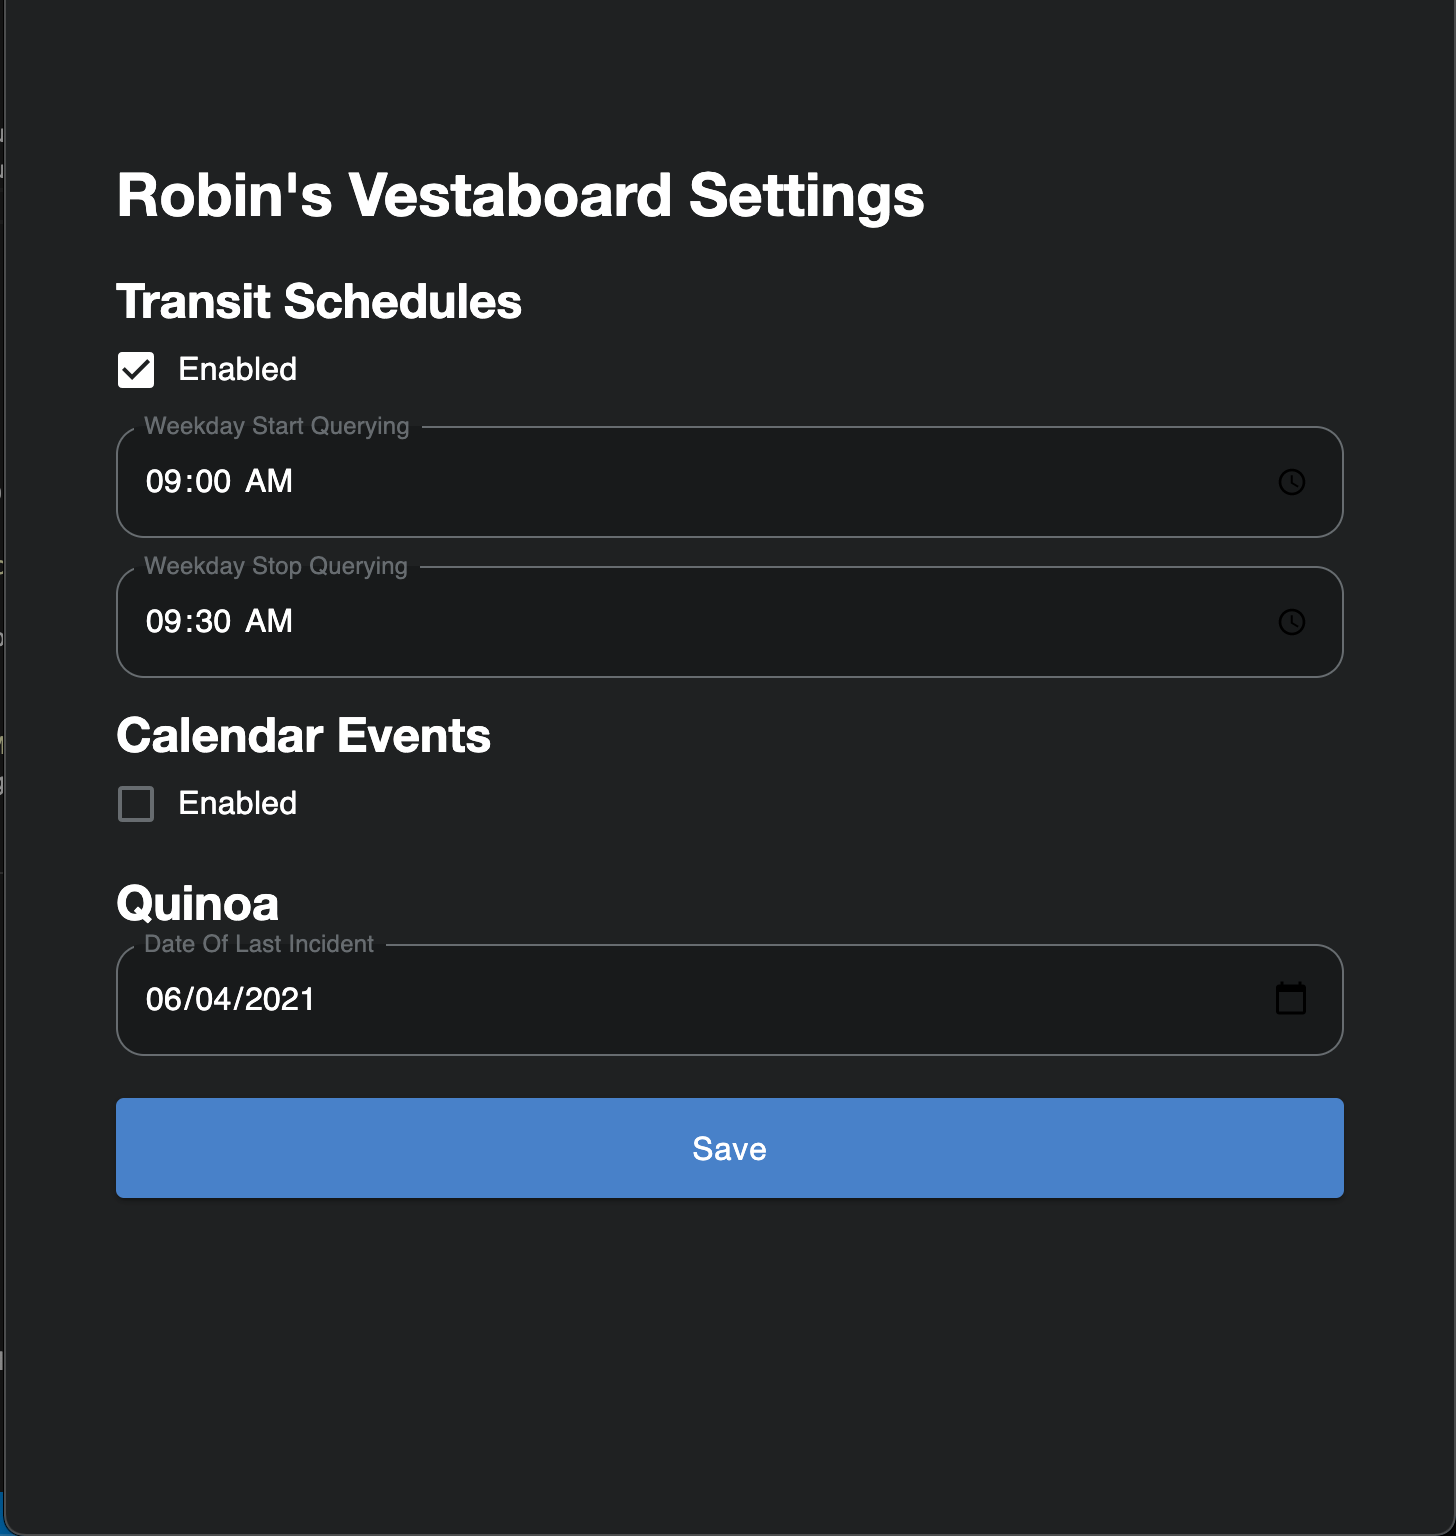 Robin's Vestaboard Settings
Transit Schedules
Enabled
Weekday Start Querying
09:00 AM
Weekday Stop Querying
09:30 AM
Calendar Events
Enabled
Quinoa
Date Of Last Incident
06/04/2021
Save